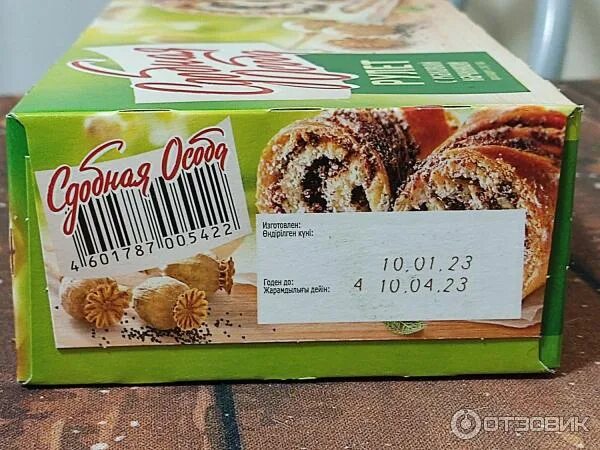 Сдобная
Особа
РУЛЕТ
С МАКОМ
Сдобная Особа
4 601787 005422
Изготовлен:
Өндірілген күні:
10.01.23
Годен до:
Жарамдылығы дейін:
4 10.04.23
ОТЗОВИК